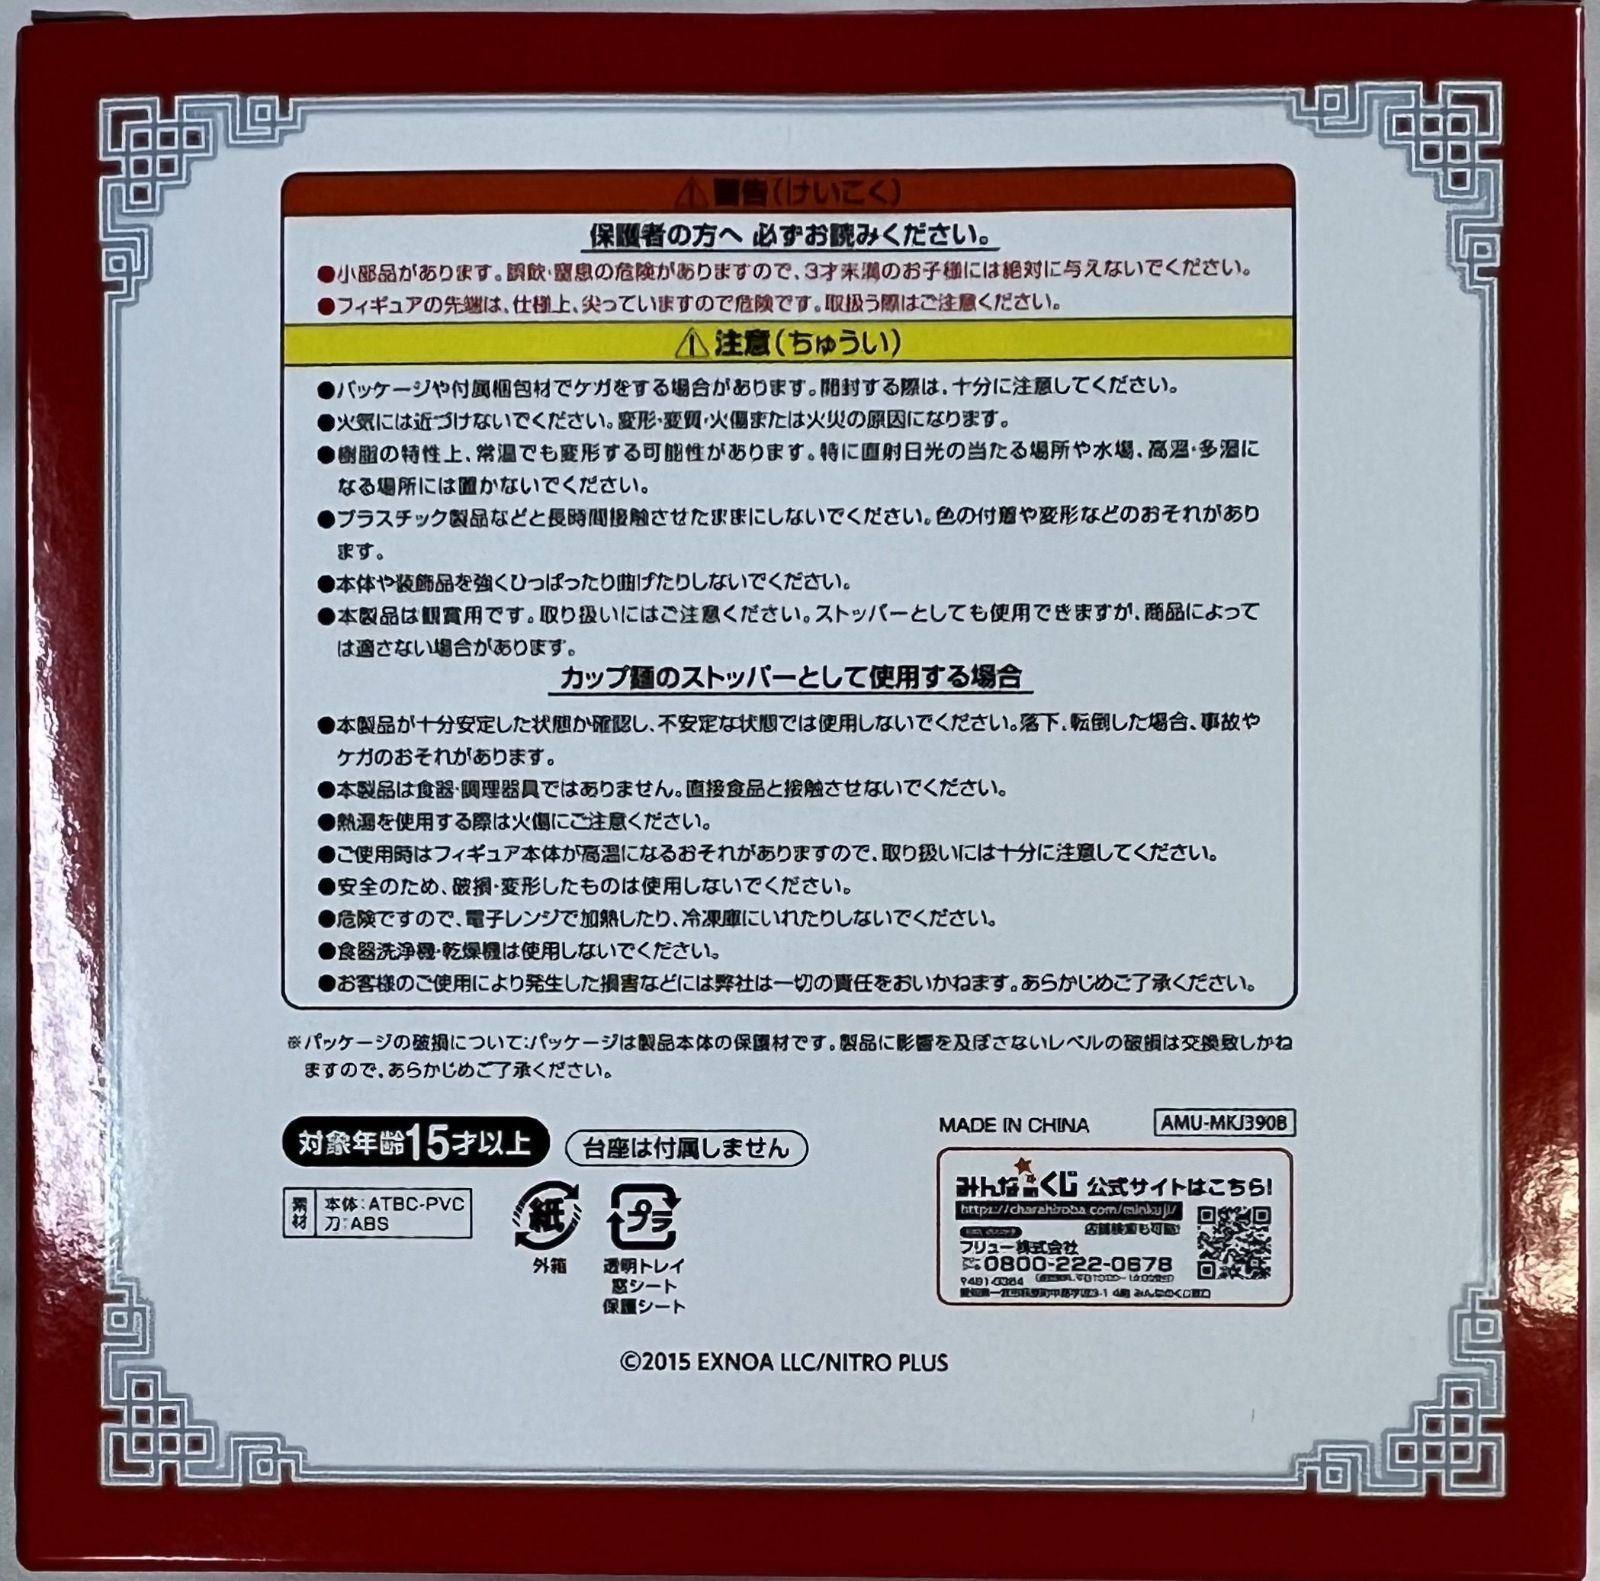 ⚠警告(けいこく)
保護者の方へ 必ずお読みください。
●小部品があります。誤飲・窒息の危険がありますので、3才未満のお子様には絶対に与えないでください。
●フィギュアの先端は、仕様上、尖っていますので危険です。取扱う際はご注意ください。
⚠注意(ちゅうい)
●パッケージや付属梱包材でケガをする場合があります。開封する際は、十分に注意してください。
●火気には近づけないでください。変形・変質・火傷または火災の原因になります。
●樹脂の特性上、常温でも変形する可能性があります。特に直射日光の当たる場所や水場、高温・多湿に
なる場所には置かないでください。
●プラスチック製品などと長時間接触させたままにしないでください。色の付着や変形などのおそれがあり
ます。
●本体や装飾品を強くひっぱったり曲げたりしないでください。
●本製品は観賞用です。取り扱いにはご注意ください。ストッパーとしても使用できますが、商品によって
は適さない場合があります。
カップ麺のストッパーとして使用する場合
●本製品が十分安定した状態か確認し、不安定な状態では使用しないでください。落下、転倒した場合、事故や
ケガのおそれがあります。
●本製品は食器・調理器具ではありません。直接食品と接触させないでください。
●熱湯を使用する際は火傷にご注意ください。
●ご使用時はフィギュア本体が高温になるおそれがありますので、取り扱いには十分に注意してください。
●安全のため、破損・変形したものは使用しないでください。
●危険ですので、電子レンジで加熱したり、冷凍庫にいれたりしないでください。
●食器洗浄機・乾燥機は使用しないでください。
●お客様のご使用により発生した損害などには弊社は一切の責任をおいかねます。あらかじめご了承ください。
※パッケージの破損について:パッケージは製品本体の保護材です。製品に影響を及ぼさないレベルの破損は交換致しかね
ますので、あらかじめご了承ください。
対象年齢15才以上
台座は付属しません
MADE IN CHINA
AMU-MKJ390B
素材
本体:ATBC-PVC
刀:ABS
紙
外箱
プラ
透明トレイ
窓シート
保護シート
みんなのくじ 公式サイトはこちら!
https://charahiroba.com/minkuji/
店舗検索も可能!
フリュー株式会社
0800-222-0678
©2015 EXNOA LLC/NITRO PLUS